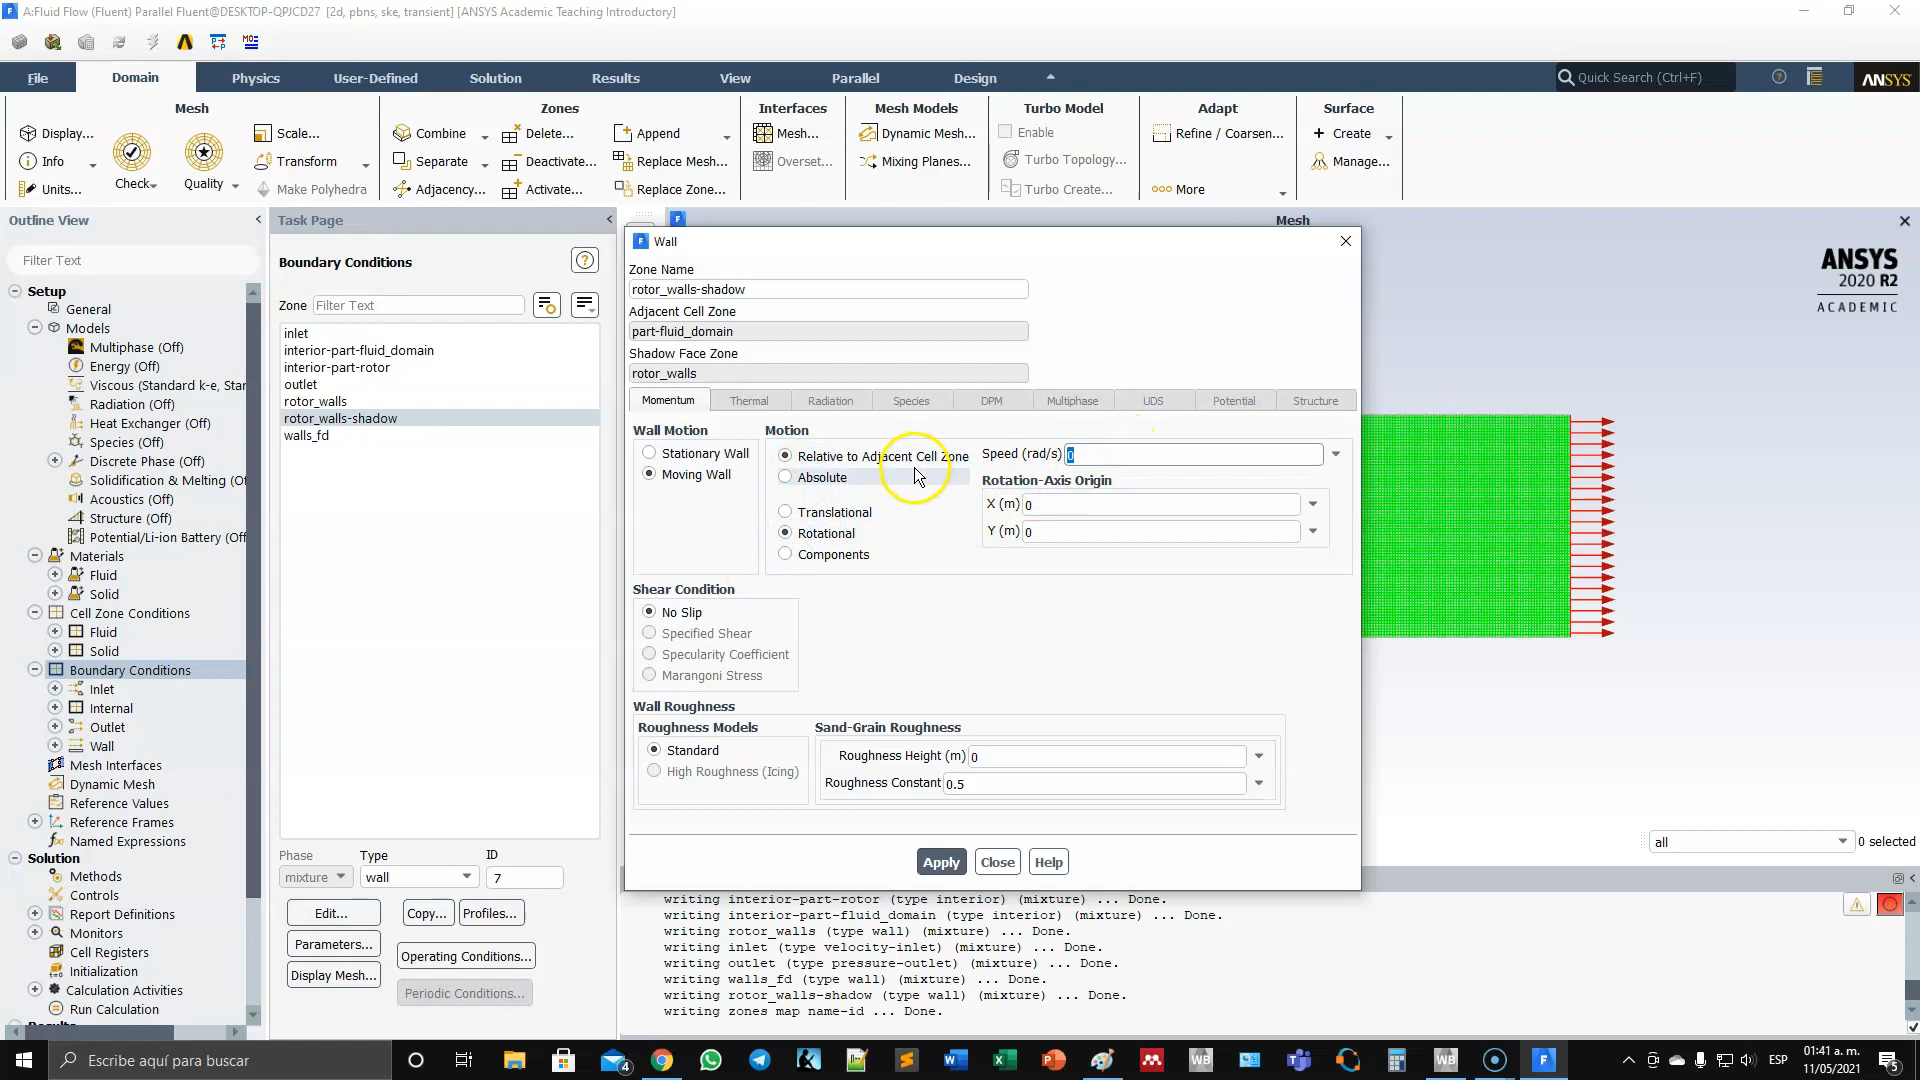 A:Fluid Flow (Fluent) Parallel Fluent@DESKTOP-QPJCD27 [2d, pbns, ske, transient] [ANSYS Academic Teaching Introductory]
File
Domain
Physics
User-Defined
Solution
Results
View
Parallel
Design
Quick Search (Ctrl+F)
ANSYS
Mesh
Display...
Info
Units...
Check
Quality
Scale...
Transform
Make Polyhedra
Zones
Combine
Separate
Adjacency...
Delete...
Deactivate...
Activate...
Append
Replace Mesh...
Replace Zone...
Interfaces
Mesh...
Overset...
Mesh Models
Dynamic Mesh...
Mixing Planes...
Turbo Model
Enable
Turbo Topology...
Turbo Create...
Adapt
Refine / Coarsen...
More
Surface
Create
Manage...
Outline View
Filter Text
Setup
General
Models
Multiphase (Off)
Energy (Off)
Viscous (Standard k-e, Star
Radiation (Off)
Heat Exchanger (Off)
Species (Off)
Discrete Phase (Off)
Solidification & Melting (Of
Acoustics (Off)
Structure (Off)
Potential/Li-ion Battery (Off
Materials
Fluid
Solid
Cell Zone Conditions
Fluid
Solid
Boundary Conditions
Inlet
Internal
Outlet
Wall
Mesh Interfaces
Dynamic Mesh
Reference Values
Reference Frames
Named Expressions
Solution
Methods
Controls
Report Definitions
Monitors
Cell Registers
Initialization
Calculation Activities
Run Calculation
Results
Task Page
Boundary Conditions
Zone Filter Text
inlet
interior-part-fluid_domain
interior-part-rotor
outlet
rotor_walls
rotor_walls-shadow
walls_fd
Phase
Type
ID
mixture
wall
7
Edit...
Copy...
Profiles...
Parameters...
Operating Conditions...
Display Mesh...
Periodic Conditions...
Mesh
Wall
Zone Name
rotor_walls-shadow
Adjacent Cell Zone
part-fluid_domain
Shadow Face Zone
rotor_walls
Momentum
Thermal
Radiation
Species
DPM
Multiphase
UDS
Potential
Structure
Wall Motion
Stationary Wall
Moving Wall
Motion
Relative to Adjacent Cell Zone
Absolute
Translational
Rotational
Components
Speed (rad/s) 0
Rotation-Axis Origin
X (m) 0
Y (m) 0
Shear Condition
No Slip
Specified Shear
Specularity Coefficient
Marangoni Stress
Wall Roughness
Roughness Models
Standard
High Roughness (Icing)
Sand-Grain Roughness
Roughness Height (m) 0
Roughness Constant 0.5
Apply
Close
Help
ANSYS
2020 R2
ACADEMIC
all
0 selected
writing interior-part-rotor (type interior) (mixture) ... Done.
writing interior-part-fluid_domain (type interior) (mixture) ... Done.
writing rotor_walls (type wall) (mixture) ... Done.
writing inlet (type velocity-inlet) (mixture) ... Done.
writing outlet (type pressure-outlet) (mixture) ... Done.
writing walls_fd (type wall) (mixture) ... Done.
writing rotor_walls-shadow (type wall) (mixture) ... Done.
writing zones map name-id ... Done.
Escribe aquí para buscar
4
ESP
01:41 a. m.
11/05/2021
5